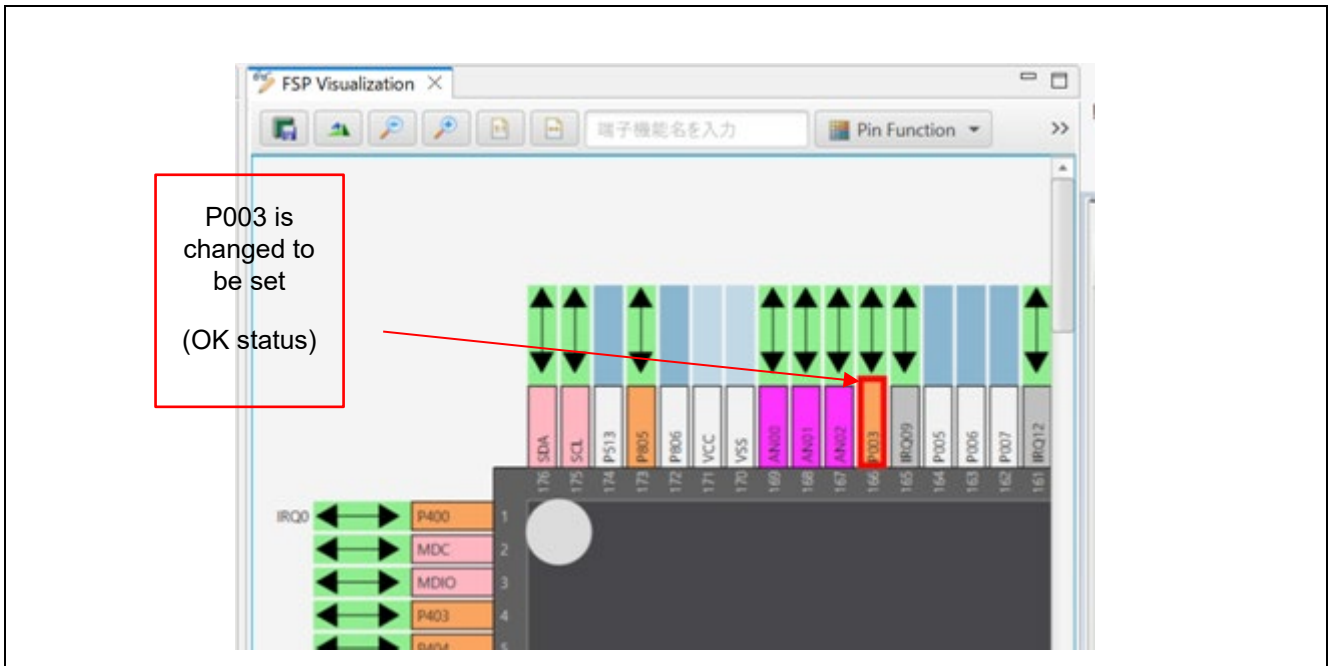 FSP Visualization
端子機能名を入力
Pin Function
P003 is
changed to
be set
(OK status)
SDA
SCL
P513
P805
P806
VCC
VSS
AN00
AN01
AN02
P003
IRQ09
P005
P006
P007
IRQ12
176
175
174
173
172
171
170
169
168
167
166
165
164
163
162
161
IRQ0 P400 1
MDC 2
MDIO 3
P403 4
P404 5